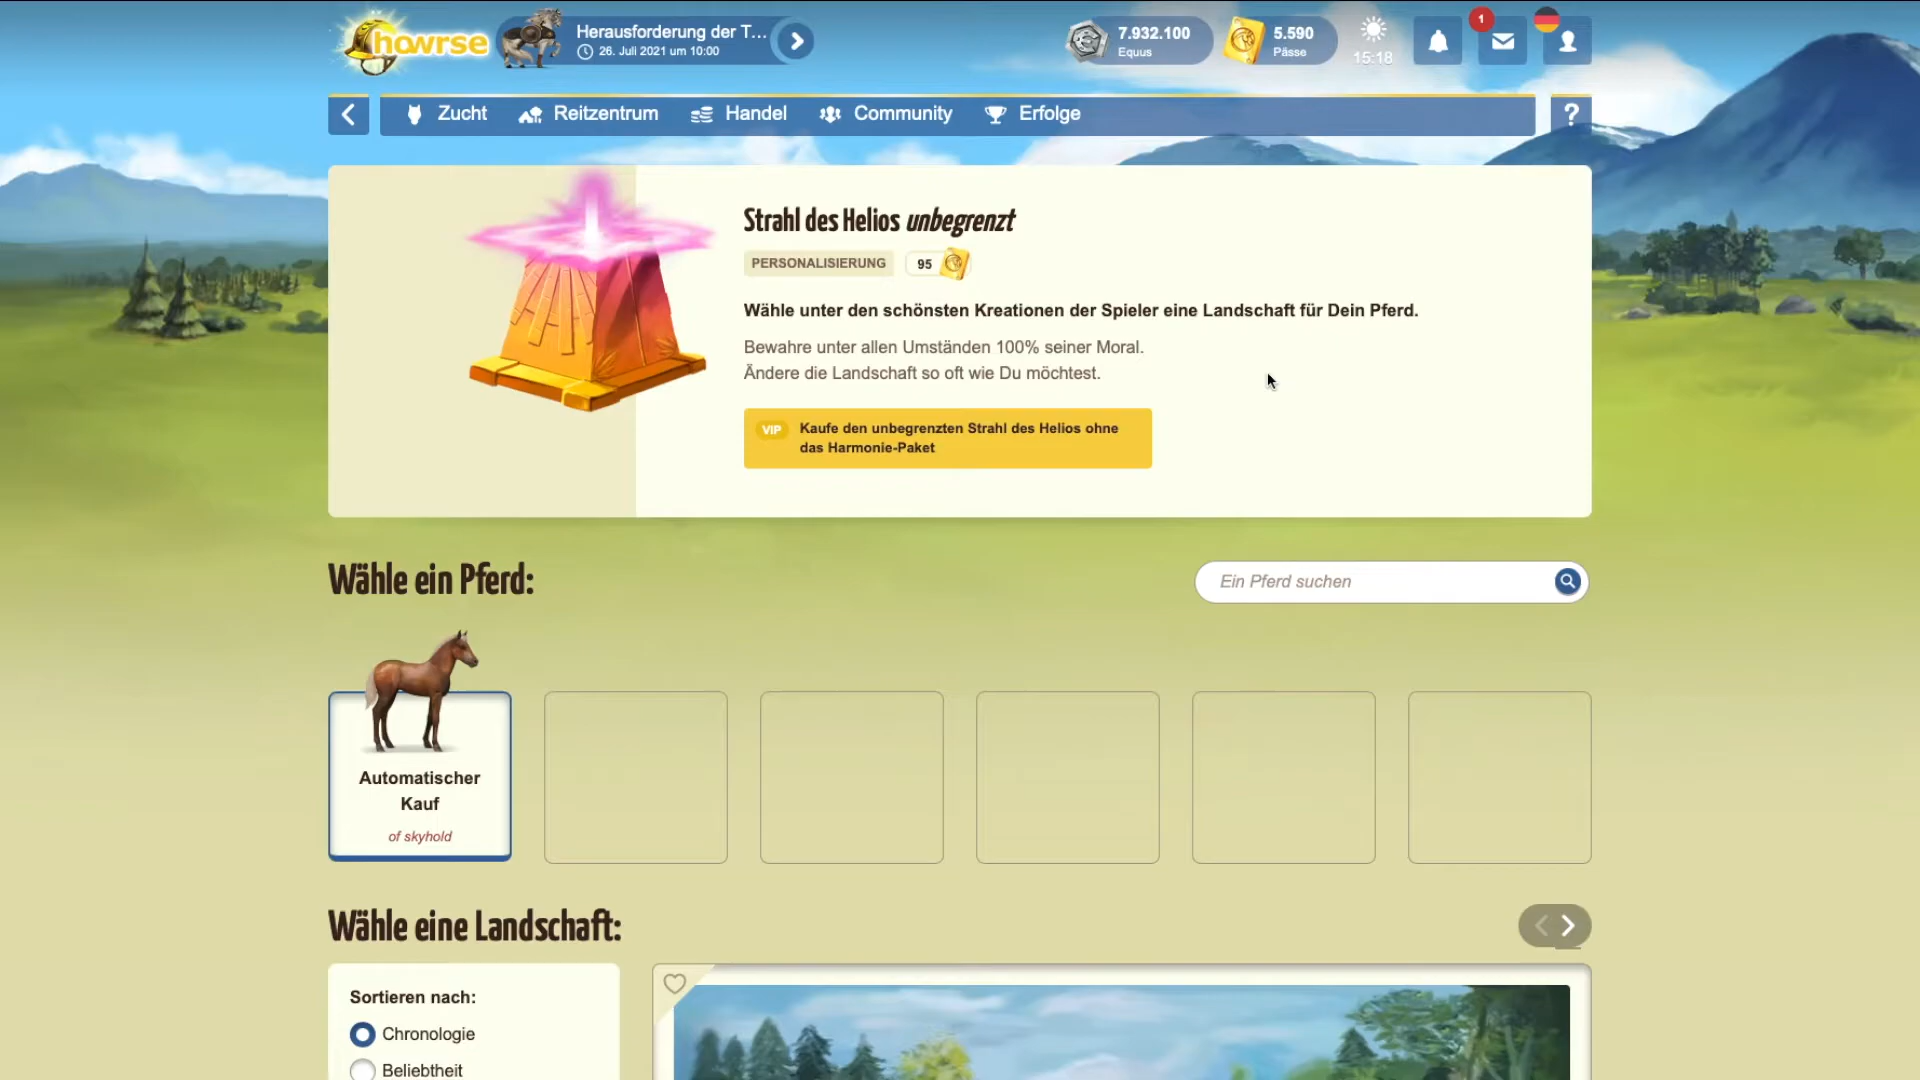 howrse
Herausforderung der T...
26. Juli 2021 um 10:00
7.932.100
Equus
5.590
Pässe
15:18
1
Zucht
Reitzentrum
Handel
Community
Erfolge
?
Strahl des Helios unbegrenzt
PERSONALISIERUNG
95
Wähle unter den schönsten Kreationen der Spieler eine Landschaft für Dein Pferd.
Bewahre unter allen Umständen 100% seiner Moral.
Ändere die Landschaft so oft wie Du möchtest.
VIP
Kaufe den unbegrenzten Strahl des Helios ohne
das Harmonie-Paket
Wähle ein Pferd:
Ein Pferd suchen
Automatischer
Kauf
of skyhold
Wähle eine Landschaft:
Sortieren nach:
Chronologie
Beliebtheit